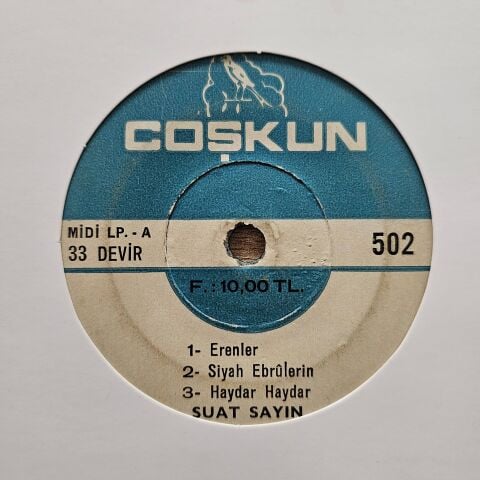 COŞKUN
MİDİ LP. - A
33 DEVİR
502
F. : 10,00 TL.
1- Erenler
2- Siyah Ebrûlerin
3- Haydar Haydar
SUAT SAYIN